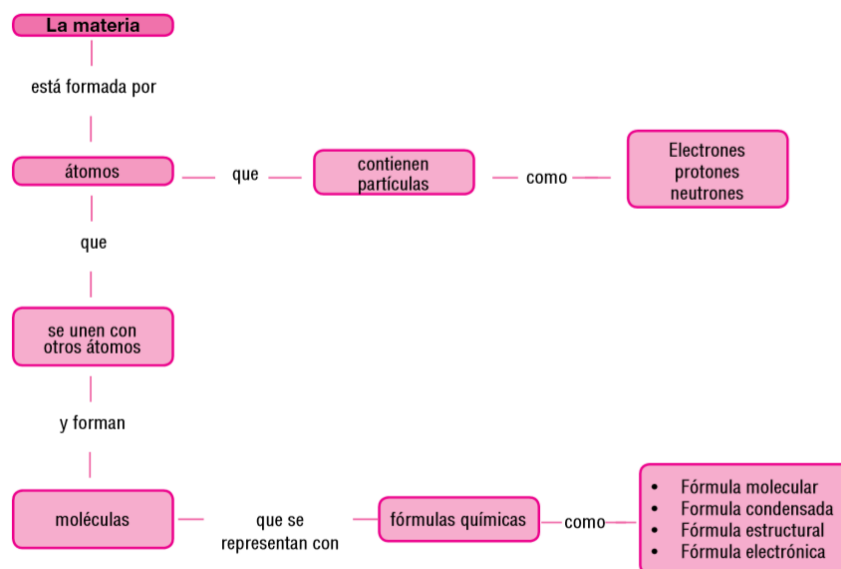 La materia
está formada por
átomos
que
contienen
partículas
como
Electrones
protones
neutrones
que
se unen con
otros átomos
y forman
moléculas
que se
representan con
fórmulas químicas
como
• Fórmula molecular
• Formula condensada
• Fórmula estructural
• Fórmula electrónica